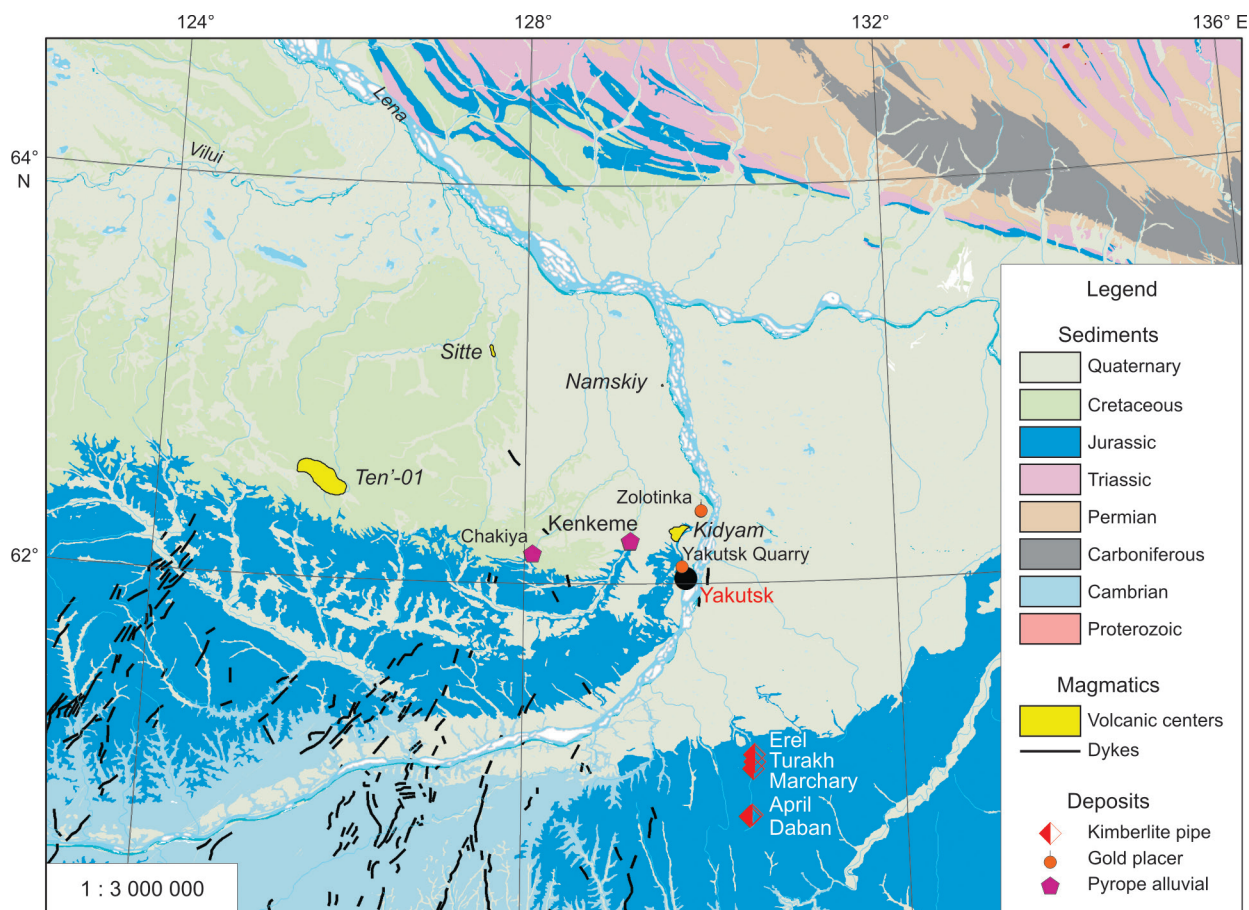 124°
128°
132°
136° E
Lena
64°
N
Vilui
Sitte
Namskiy
Ten'-01
Zolotinka
Kidyam
Chakiya
Kenkeme
Yakutsk Quarry
62°
Yakutsk
Erel
Turakh
Marchary
April
Daban
1 : 3 000 000
Legend
Sediments
Quaternary
Cretaceous
Jurassic
Triassic
Permian
Carboniferous
Cambrian
Proterozoic
Magmatics
Volcanic centers
Dykes
Deposits
Kimberlite pipe
Gold placer
Pyrope alluvial